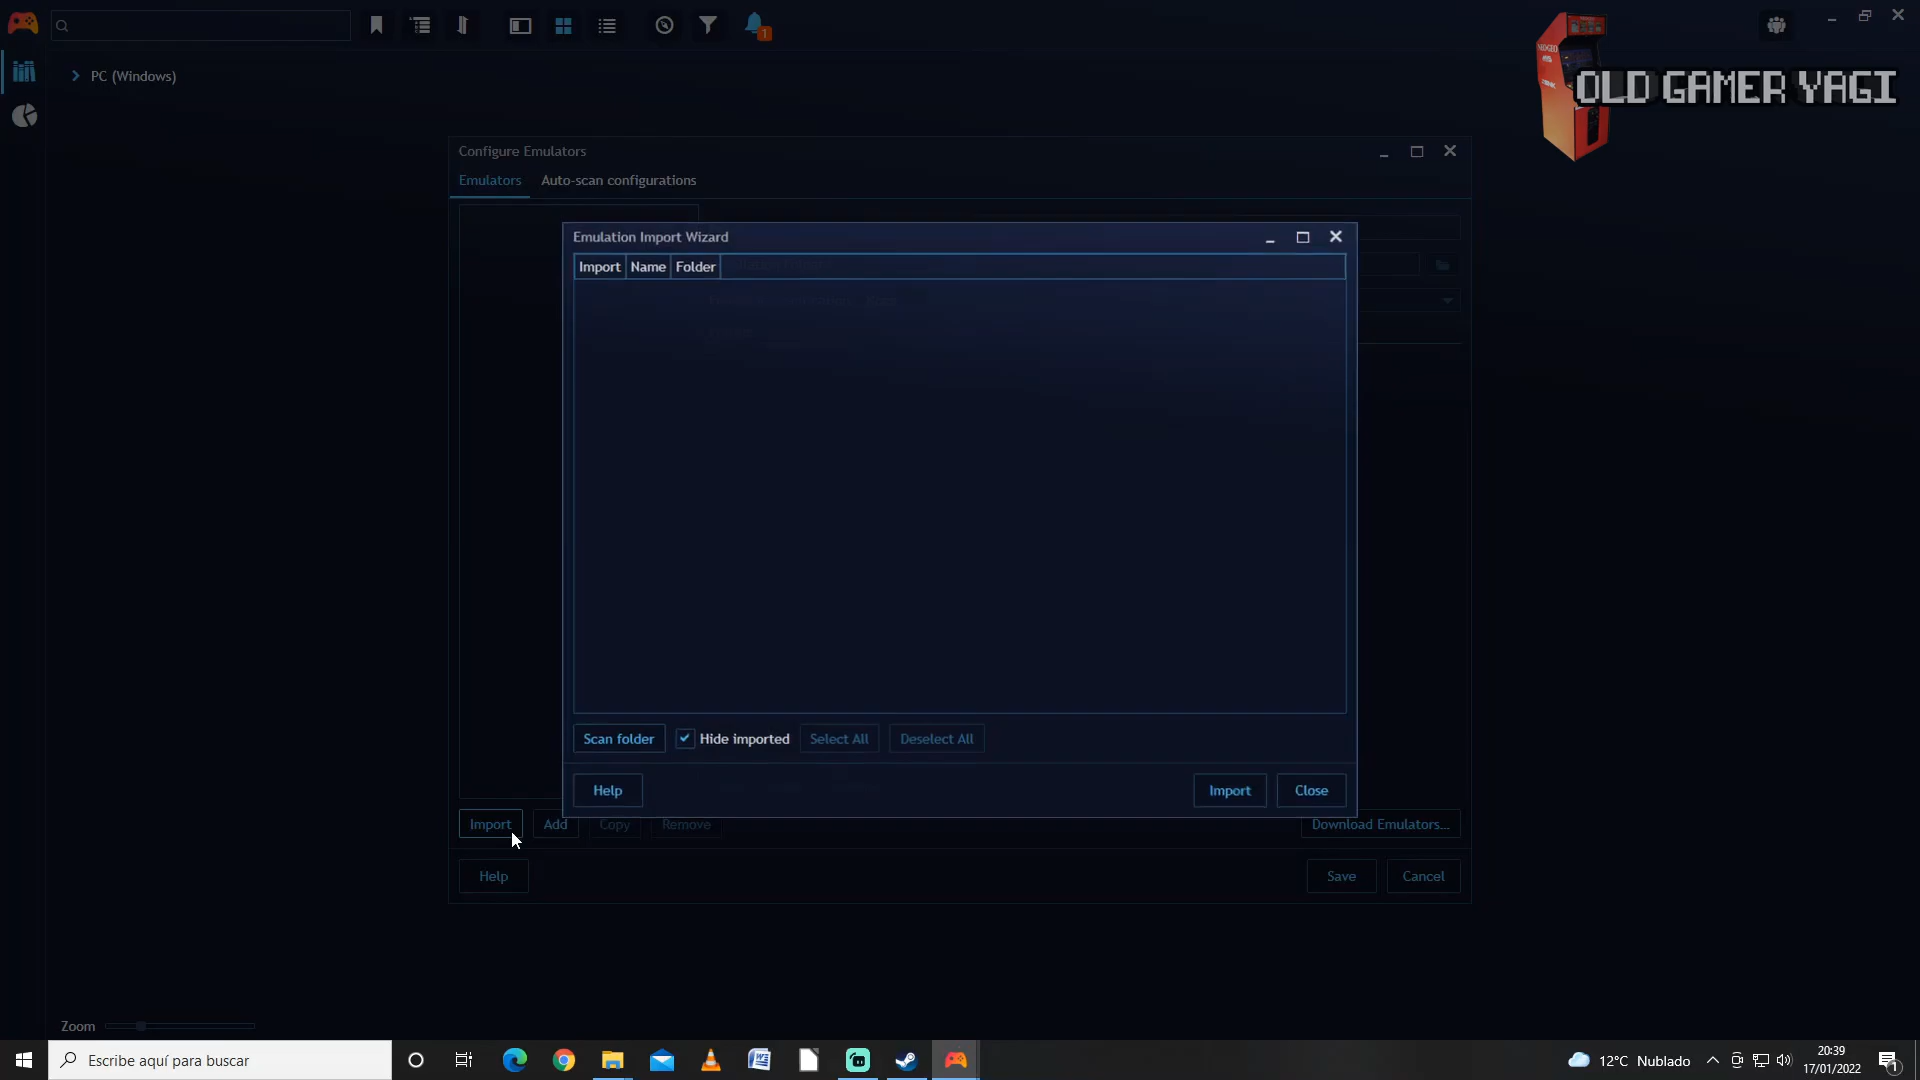 1
PC (Windows)
OLD GAMER YAGI
Configure Emulators
Emulators
Auto-scan configurations
Emulation Import Wizard
Import
Name
Folder
Scan folder
Hide imported
Select All
Deselect All
Help
Import
Close
Import
Add
Copy
Remove
Download Emulators...
Help
Save
Cancel
Zoom
Escribe aquí para buscar
12°C Nublado
20:39
17/01/2022
1